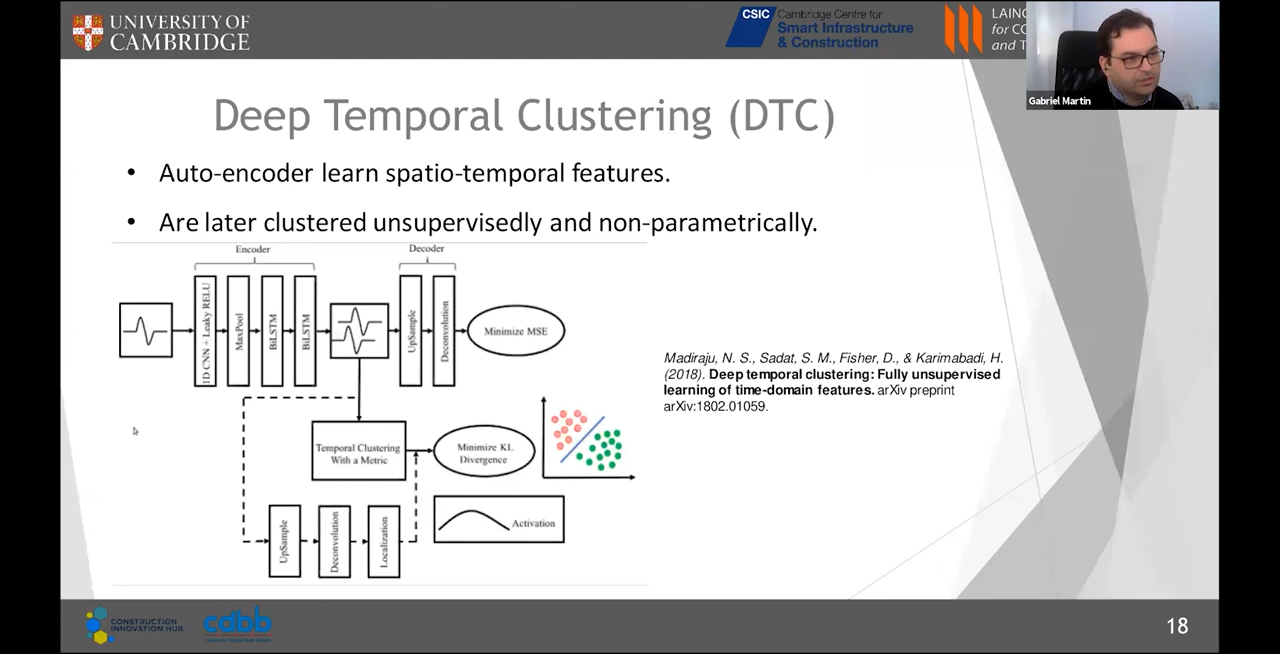 UNIVERSITY OF
CAMBRIDGE
CSIC
Cambridge Centre for
Smart Infrastructure
& Construction
LAING
for CO
and T
Gabriel Martin
Deep Temporal Clustering (DTC)
• Auto-encoder learn spatio-temporal features.
• Are later clustered unsupervisedly and non-parametrically.
Encoder
Decoder
1D CNN + Leaky RELU
MaxPool
BiLSTM
BiLSTM
UpSample
Deconvolution
Minimize MSE
Temporal Clustering
With a Metric
Minimize KL
Divergence
UpSample
Deconvolution
Localization
Activation
Madiraju, N. S., Sadat, S. M., Fisher, D., & Karimabadi, H.
(2018). Deep temporal clustering: Fully unsupervised
learning of time-domain features. arXiv preprint
arXiv:1802.01059.
CONSTRUCTION
INNOVATION HUB
cdbb
18